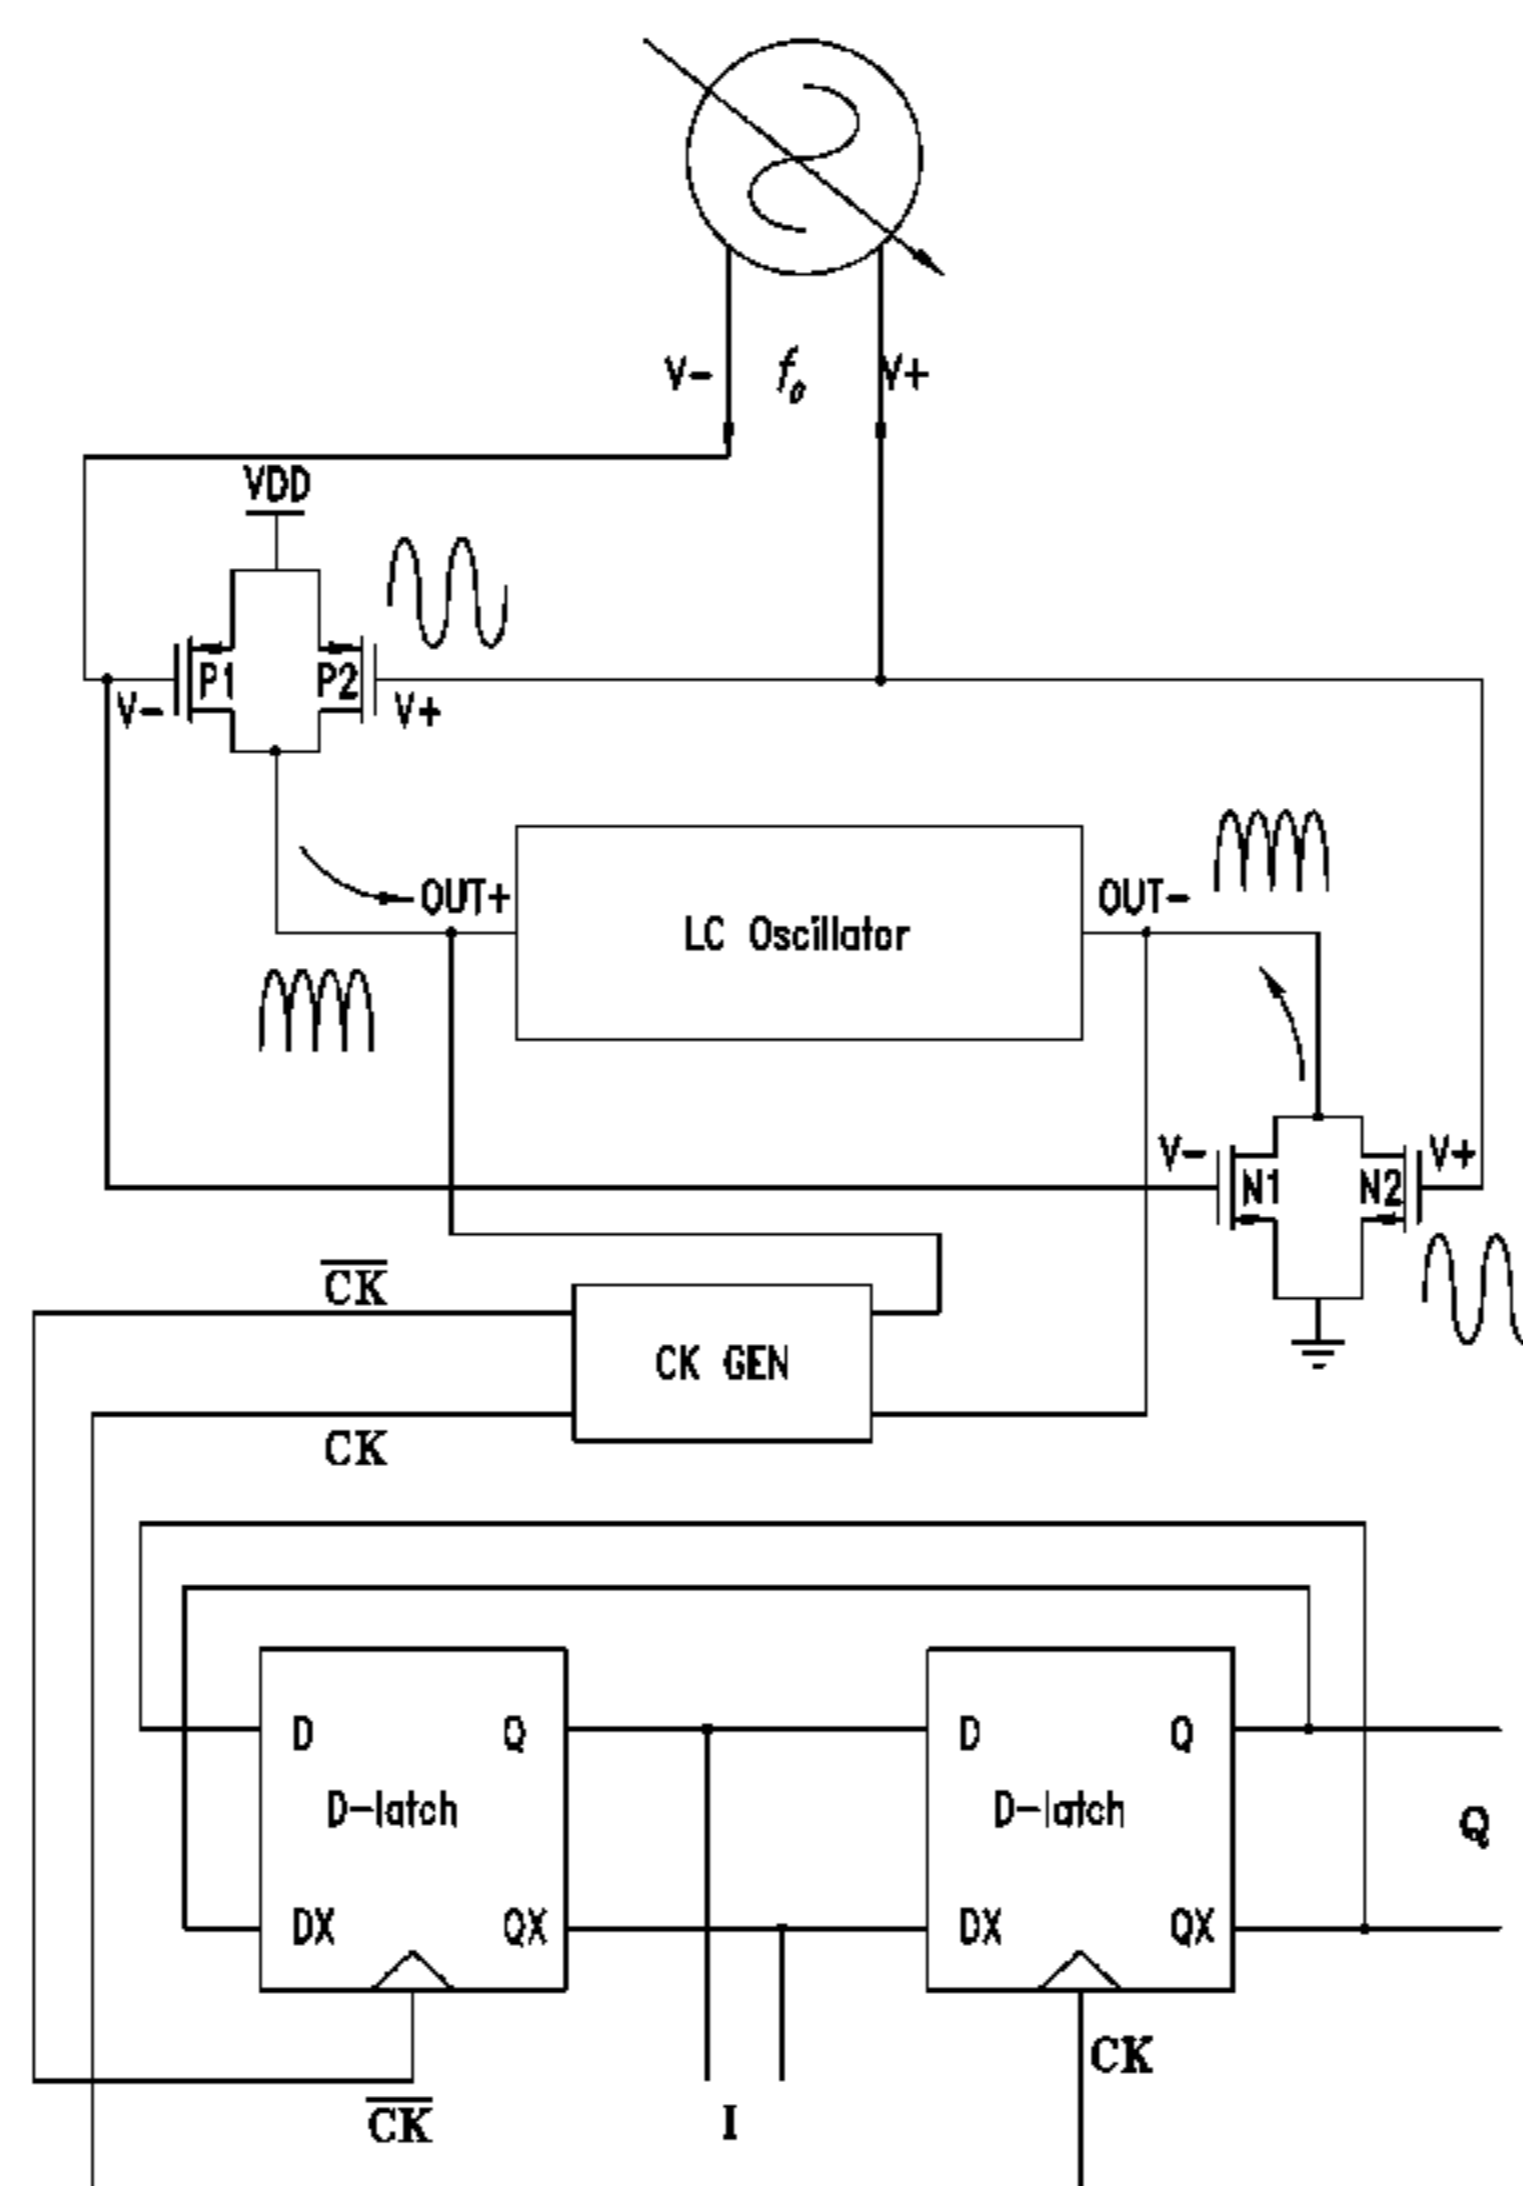 V-
f₀
V+
VDD
P1
P2
V-
V+
OUT+
LC Oscillator
OUT-
V-
N1
N2
V+
C̅K̅
CK GEN
CK
D
Q
D
Q
D-latch
D-latch
Q
DX
QX
DX
QX
CK
C̅K̅
I